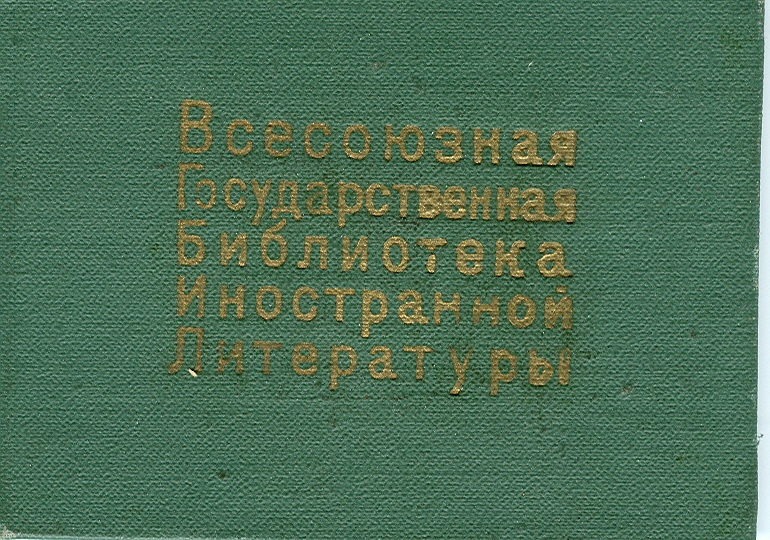 Всесоюзная
Государственная
Библиотека
Иностранной
Литературы